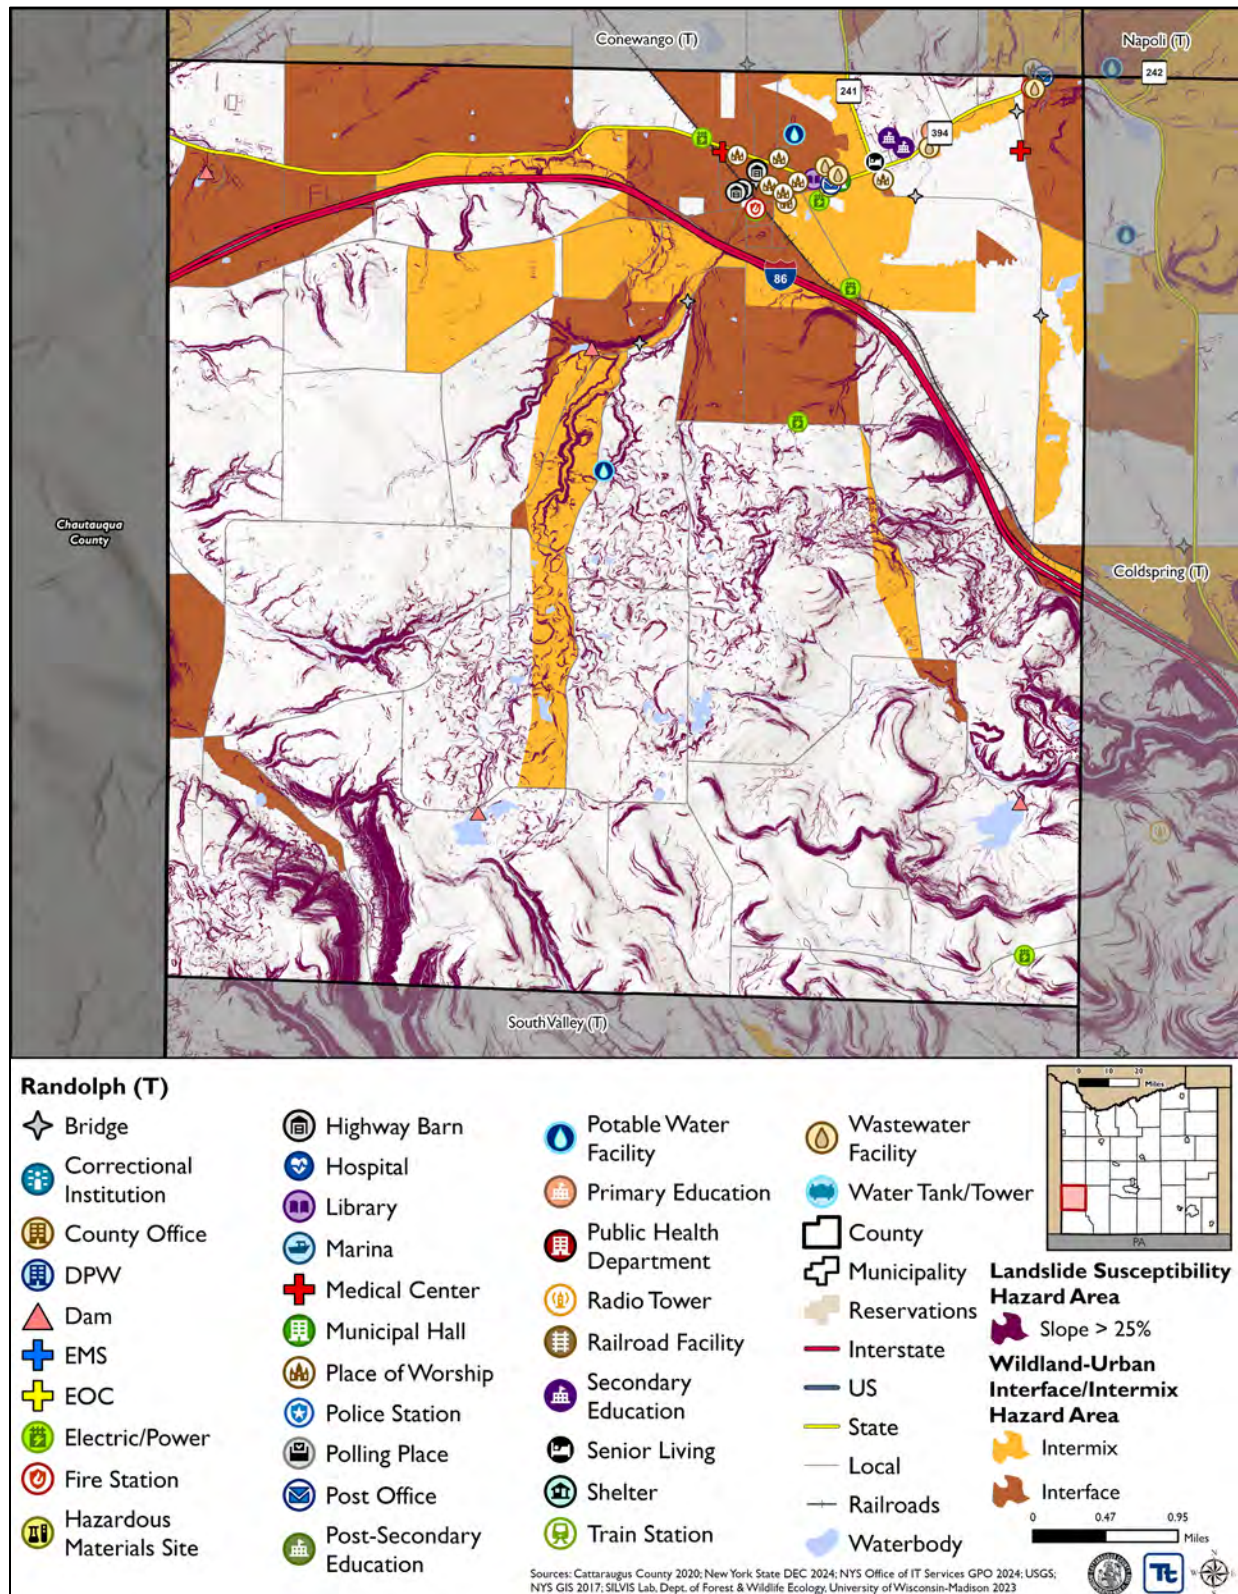 Conewango (T)
Napoli (T)
242
241
394
86
Chautauqua
County
Coldspring (T)
South Valley (T)
Randolph (T)
Bridge
Correctional
Institution
County Office
DPW
Dam
EMS
EOC
Electric/Power
Fire Station
Hazardous
Materials Site
Highway Barn
Hospital
Library
Marina
Medical Center
Municipal Hall
Place of Worship
Police Station
Polling Place
Post Office
Post-Secondary
Education
Potable Water
Facility
Primary Education
Public Health
Department
Radio Tower
Railroad Facility
Secondary
Education
Senior Living
Shelter
Train Station
Wastewater
Facility
Water Tank/Tower
County
Municipality
Reservations
Interstate
US
State
Local
Railroads
Waterbody
0 10 20
Miles
PA
Landslide Susceptibility
Hazard Area
Slope > 25%
Wildland-Urban
Interface/Intermix
Hazard Area
Intermix
Interface
0 0.47 0.95
Miles
Tt
N
W E
S
Sources: Cattaraugus County 2020; New York State DEC 2024; NYS Office of IT Services GPO 2024; USGS;
NYS GIS 2017; SILVIS Lab, Dept. of Forest & Wildlife Ecology, University of Wisconsin-Madison 2023